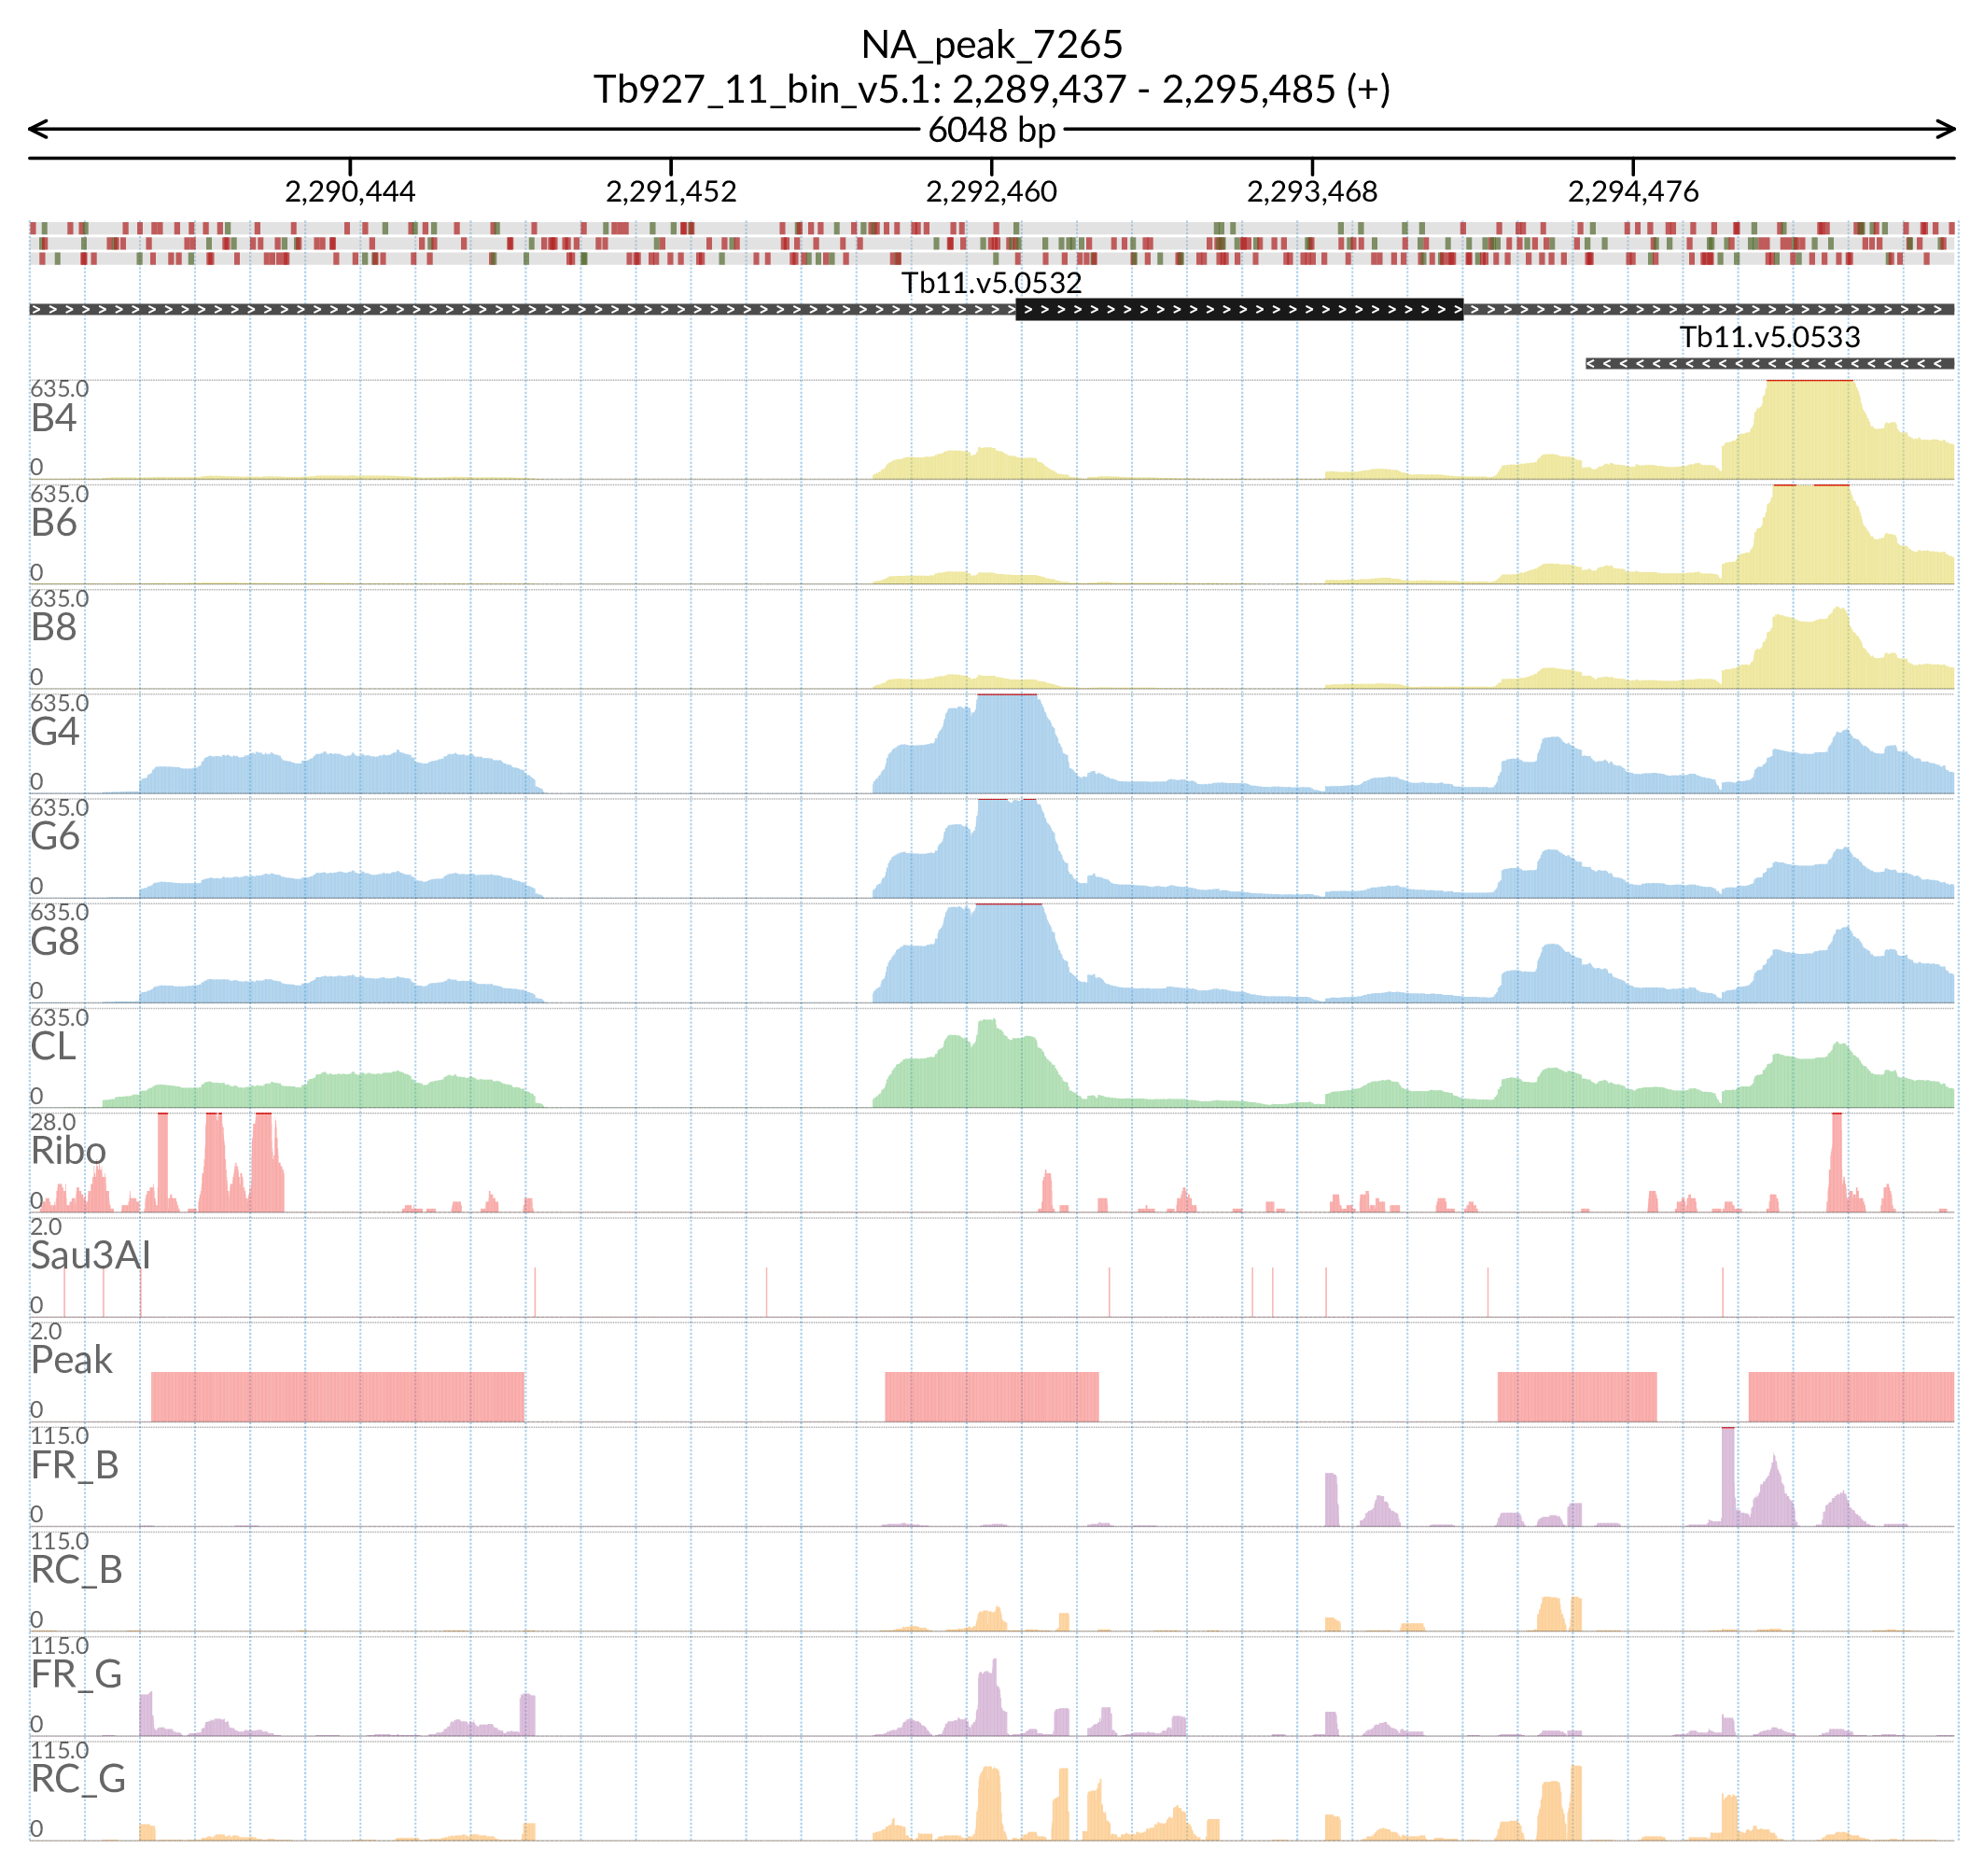 NA_peak_7265
Tb927_11_bin_v5.1: 2,289,437 - 2,295,485 (+)
6048 bp
2,290,444 2,291,452 2,292,460 2,293,468 2,294,476
Tb11.v5.0532
Tb11.v5.0533
635.0
B4
0
635.0
B6
0
635.0
B8
0
635.0
G4
0
635.0
G6
0
635.0
G8
0
635.0
CL
0
28.0
Ribo
0
2.0
Sau3AI
0
2.0
Peak
0
115.0
FR_B
0
115.0
RC_B
0
115.0
FR_G
0
115.0
RC_G
0